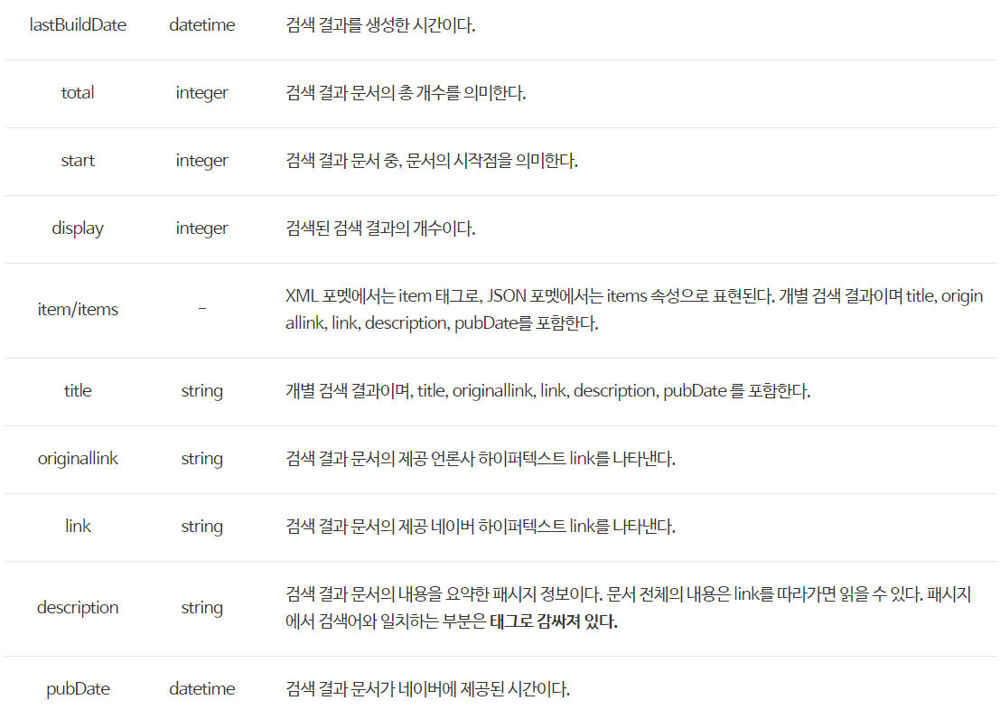 lastBuildDate datetime 검색 결과를 생성한 시간이다.
total integer 검색 결과 문서의 총 개수를 의미한다.
start integer 검색 결과 문서 중, 문서의 시작점을 의미한다.
display integer 검색된 검색 결과의 개수이다.
item/items - XML 포멧에서는 item 태그로, JSON 포멧에서는 items 속성으로 표현된다. 개별 검색 결과이며 title, origin
allink, link, description, pubDate를 포함한다.
title string 개별 검색 결과이며, title, originallink, link, description, pubDate 를 포함한다.
originallink string 검색 결과 문서의 제공 언론사 하이퍼텍스트 link를 나타낸다.
link string 검색 결과 문서의 제공 네이버 하이퍼텍스트 link를 나타낸다.
description string 검색 결과 문서의 내용을 요약한 패시지 정보이다. 문서 전체의 내용은 link를 따라가면 읽을 수 있다. 패시지
에서 검색어와 일치하는 부분은 태그로 감싸져 있다.
pubDate datetime 검색 결과 문서가 네이버에 제공된 시간이다.